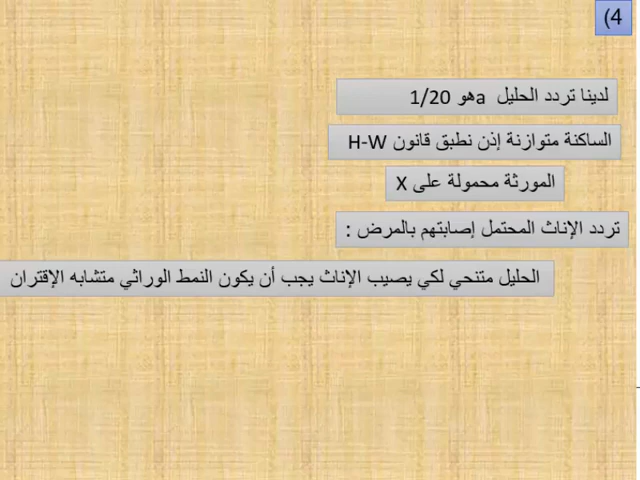 4)
لدينا تردد الحليل aهو 1/20
الساكنة متوازنة إذن نطبق قانون H-W
المورثة محمولة على X
تردد الإناث المحتمل إصابتهم بالمرض :
الحليل متنحي لكي يصيب الإناث يجب أن يكون النمط الوراثي متشابه الإقتران